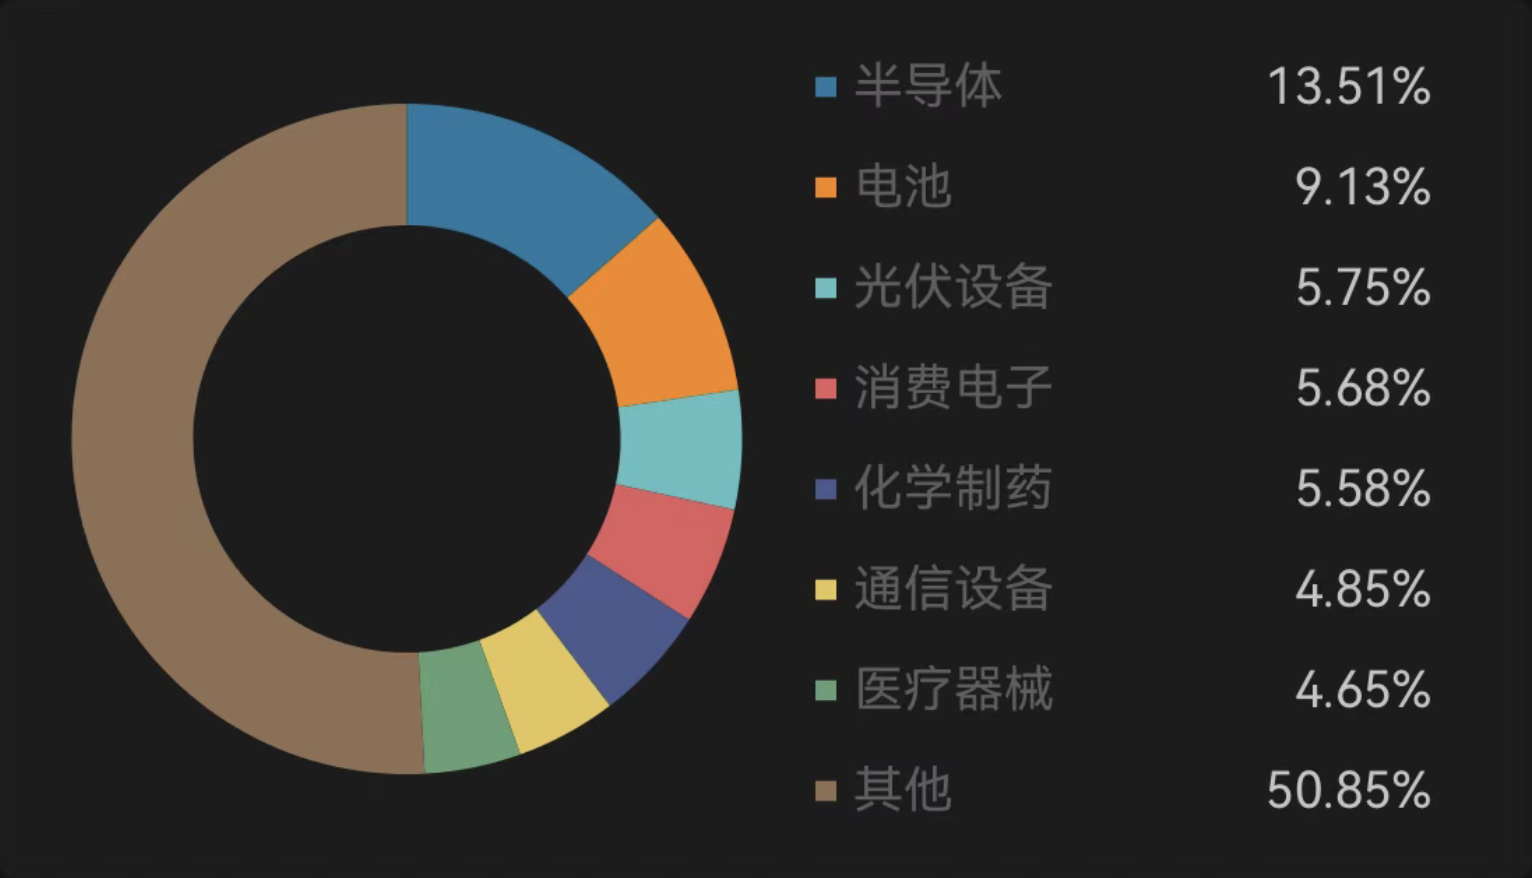 半导体 13.51%
电池 9.13%
光伏设备 5.75%
消费电子 5.68%
化学制药 5.58%
通信设备 4.85%
医疗器械 4.65%
其他 50.85%